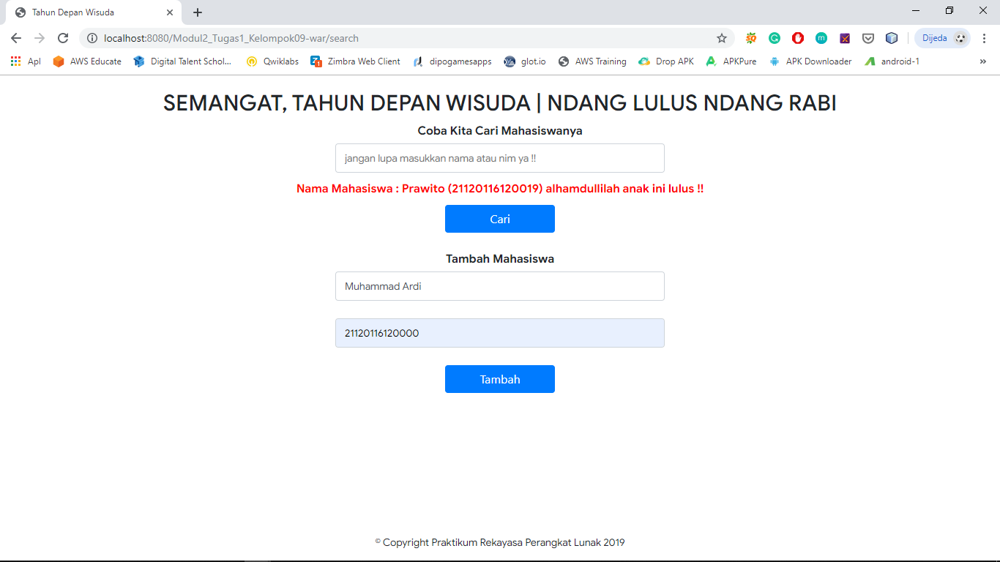 Tahun Depan Wisuda
localhost:8080/Modul2_Tugas1_Kelompok09-war/search
Dijeda
Apl
AWS Educate
Digital Talent Schol...
Qwiklabs
Zimbra Web Client
dipogamesapps
glot.io
AWS Training
Drop APK
APKPure
APK Downloader
android-1
SEMANGAT, TAHUN DEPAN WISUDA | NDANG LULUS NDANG RABI
Coba Kita Cari Mahasiswanya
jangan lupa masukkan nama atau nim ya !!
Nama Mahasiswa : Prawito (21120116120019) alhamdullilah anak ini lulus !!
Cari
Tambah Mahasiswa
Muhammad Ardi
21120116120000
Tambah
© Copyright Praktikum Rekayasa Perangkat Lunak 2019